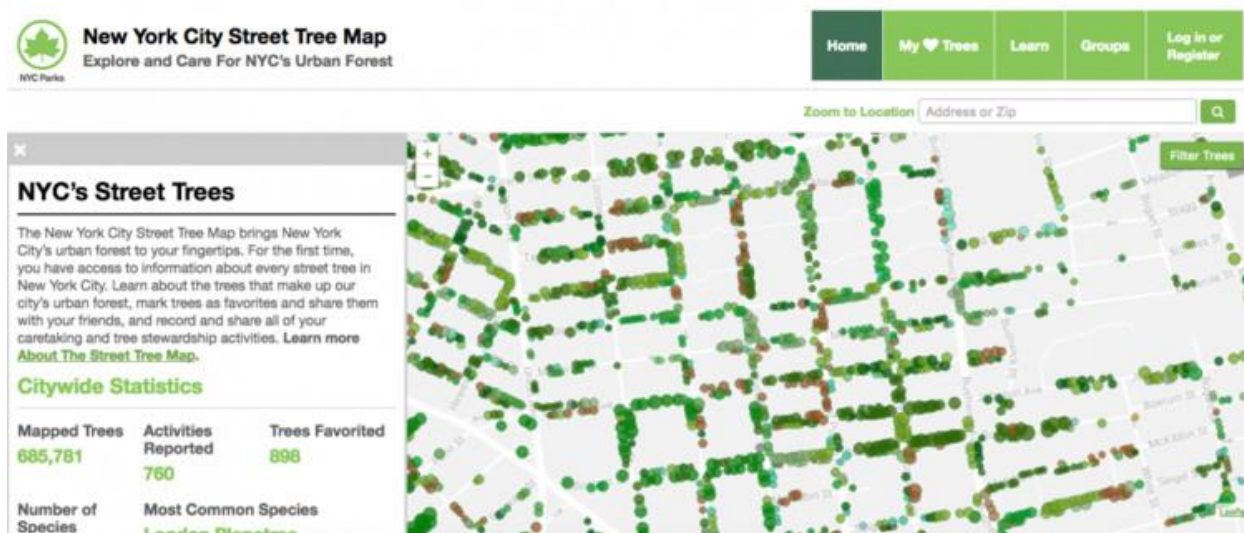 New York City Street Tree Map
Explore and Care For NYC's Urban Forest
NYC Parks
Home
My ♥ Trees
Learn
Groups
Log in or
Register
Zoom to Location
Address or Zip
Filter Trees
+
−
NYC's Street Trees
The New York City Street Tree Map brings New York
City's urban forest to your fingertips. For the first time,
you have access to information about every street tree in
New York City. Learn about the trees that make up our
city's urban forest, mark trees as favorites and share them
with your friends, and record and share all of your
caretaking and tree stewardship activities. Learn more
About The Street Tree Map.
Citywide Statistics
Mapped Trees
685,781
Activities
Reported
760
Trees Favorited
898
Number of
Species
Most Common Species
London Planetree